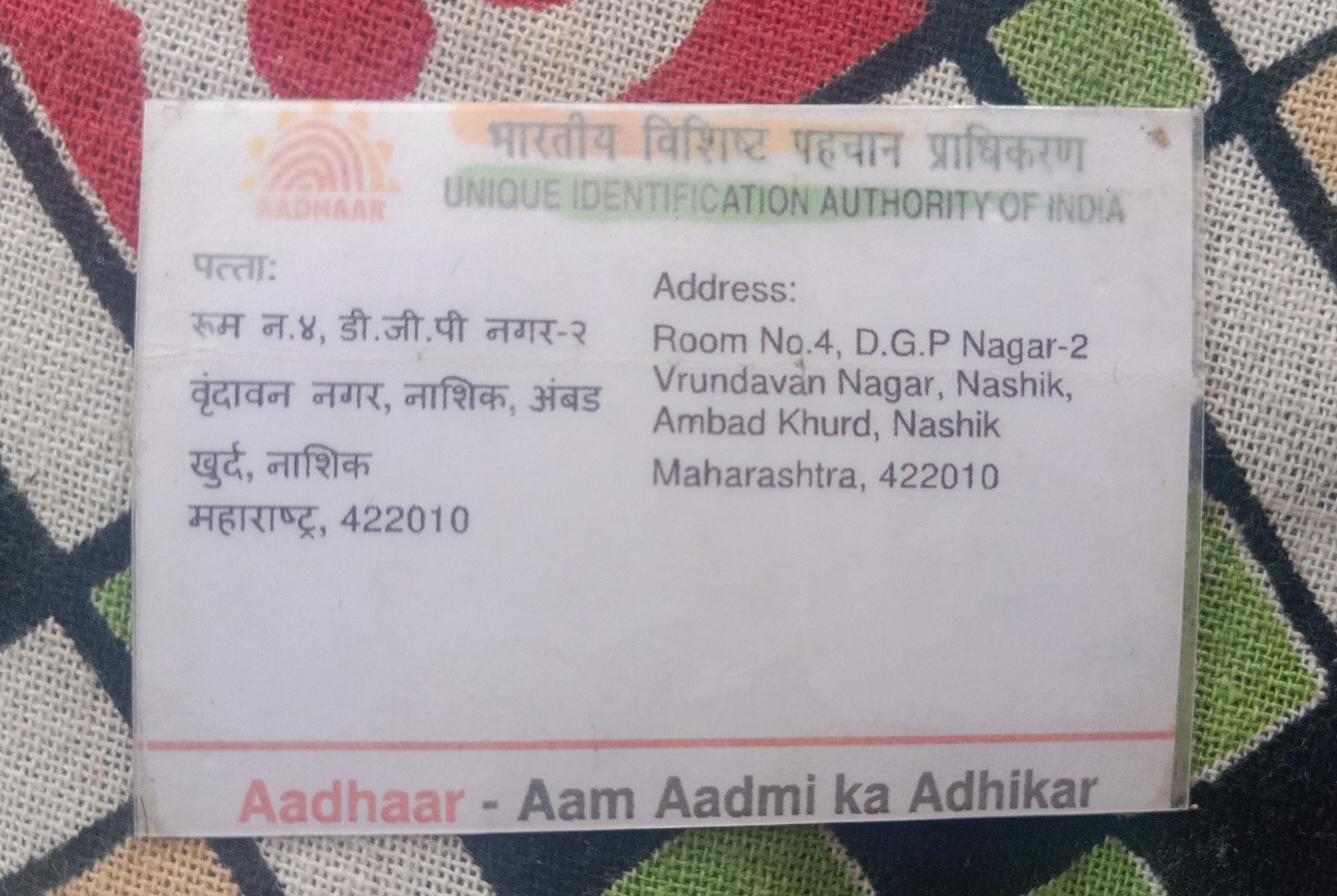 AADHAAR
भारतीय विशिष्ट पहचान प्राधिकरण
UNIQUE IDENTIFICATION AUTHORITY OF INDIA
पत्ता:
रूम न.४, डी.जी.पी नगर-२
वृंदावन नगर, नाशिक, अंबड
खुर्द, नाशिक
महाराष्ट्र, 422010
Address:
Room No.4, D.G.P Nagar-2
Vrundavan Nagar, Nashik,
Ambad Khurd, Nashik
Maharashtra, 422010
Aadhaar - Aam Aadmi ka Adhikar